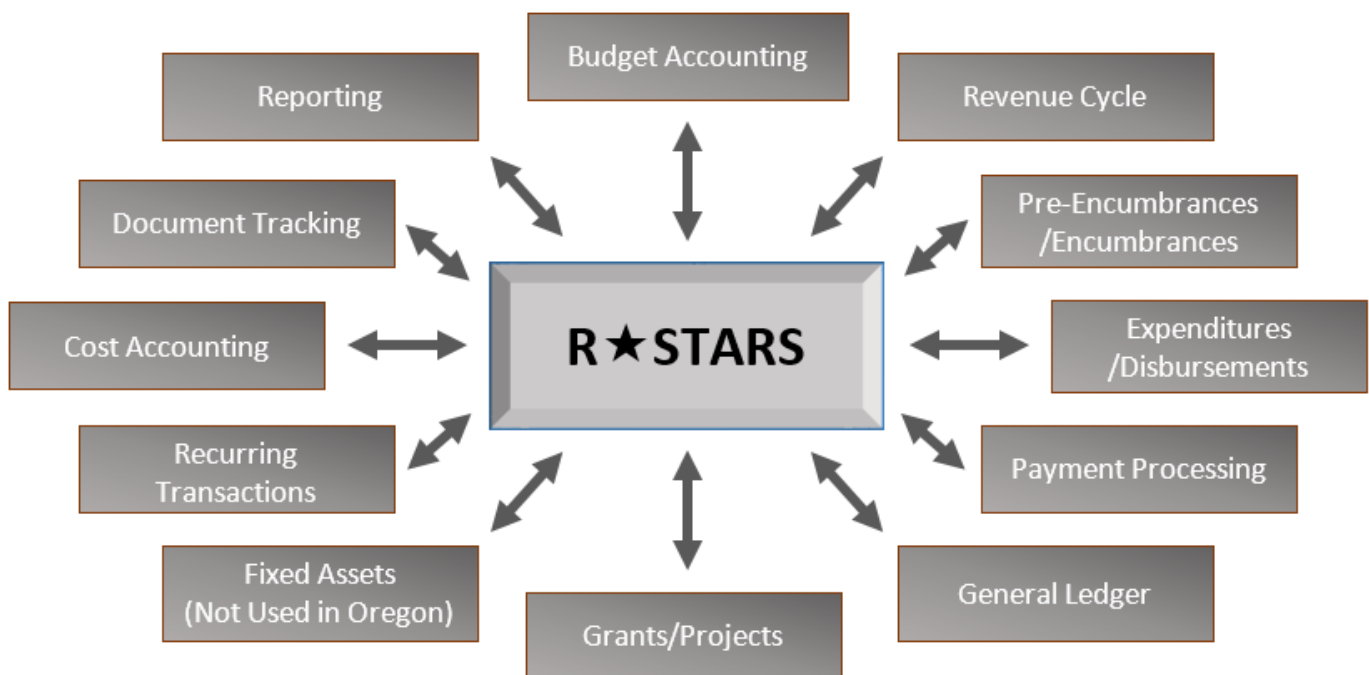 Budget Accounting
Reporting
Revenue Cycle
Document Tracking
Pre-Encumbrances
/Encumbrances
Cost Accounting
R★STARS
Expenditures
/Disbursements
Recurring
Transactions
Payment Processing
Fixed Assets
(Not Used in Oregon)
Grants/Projects
General Ledger